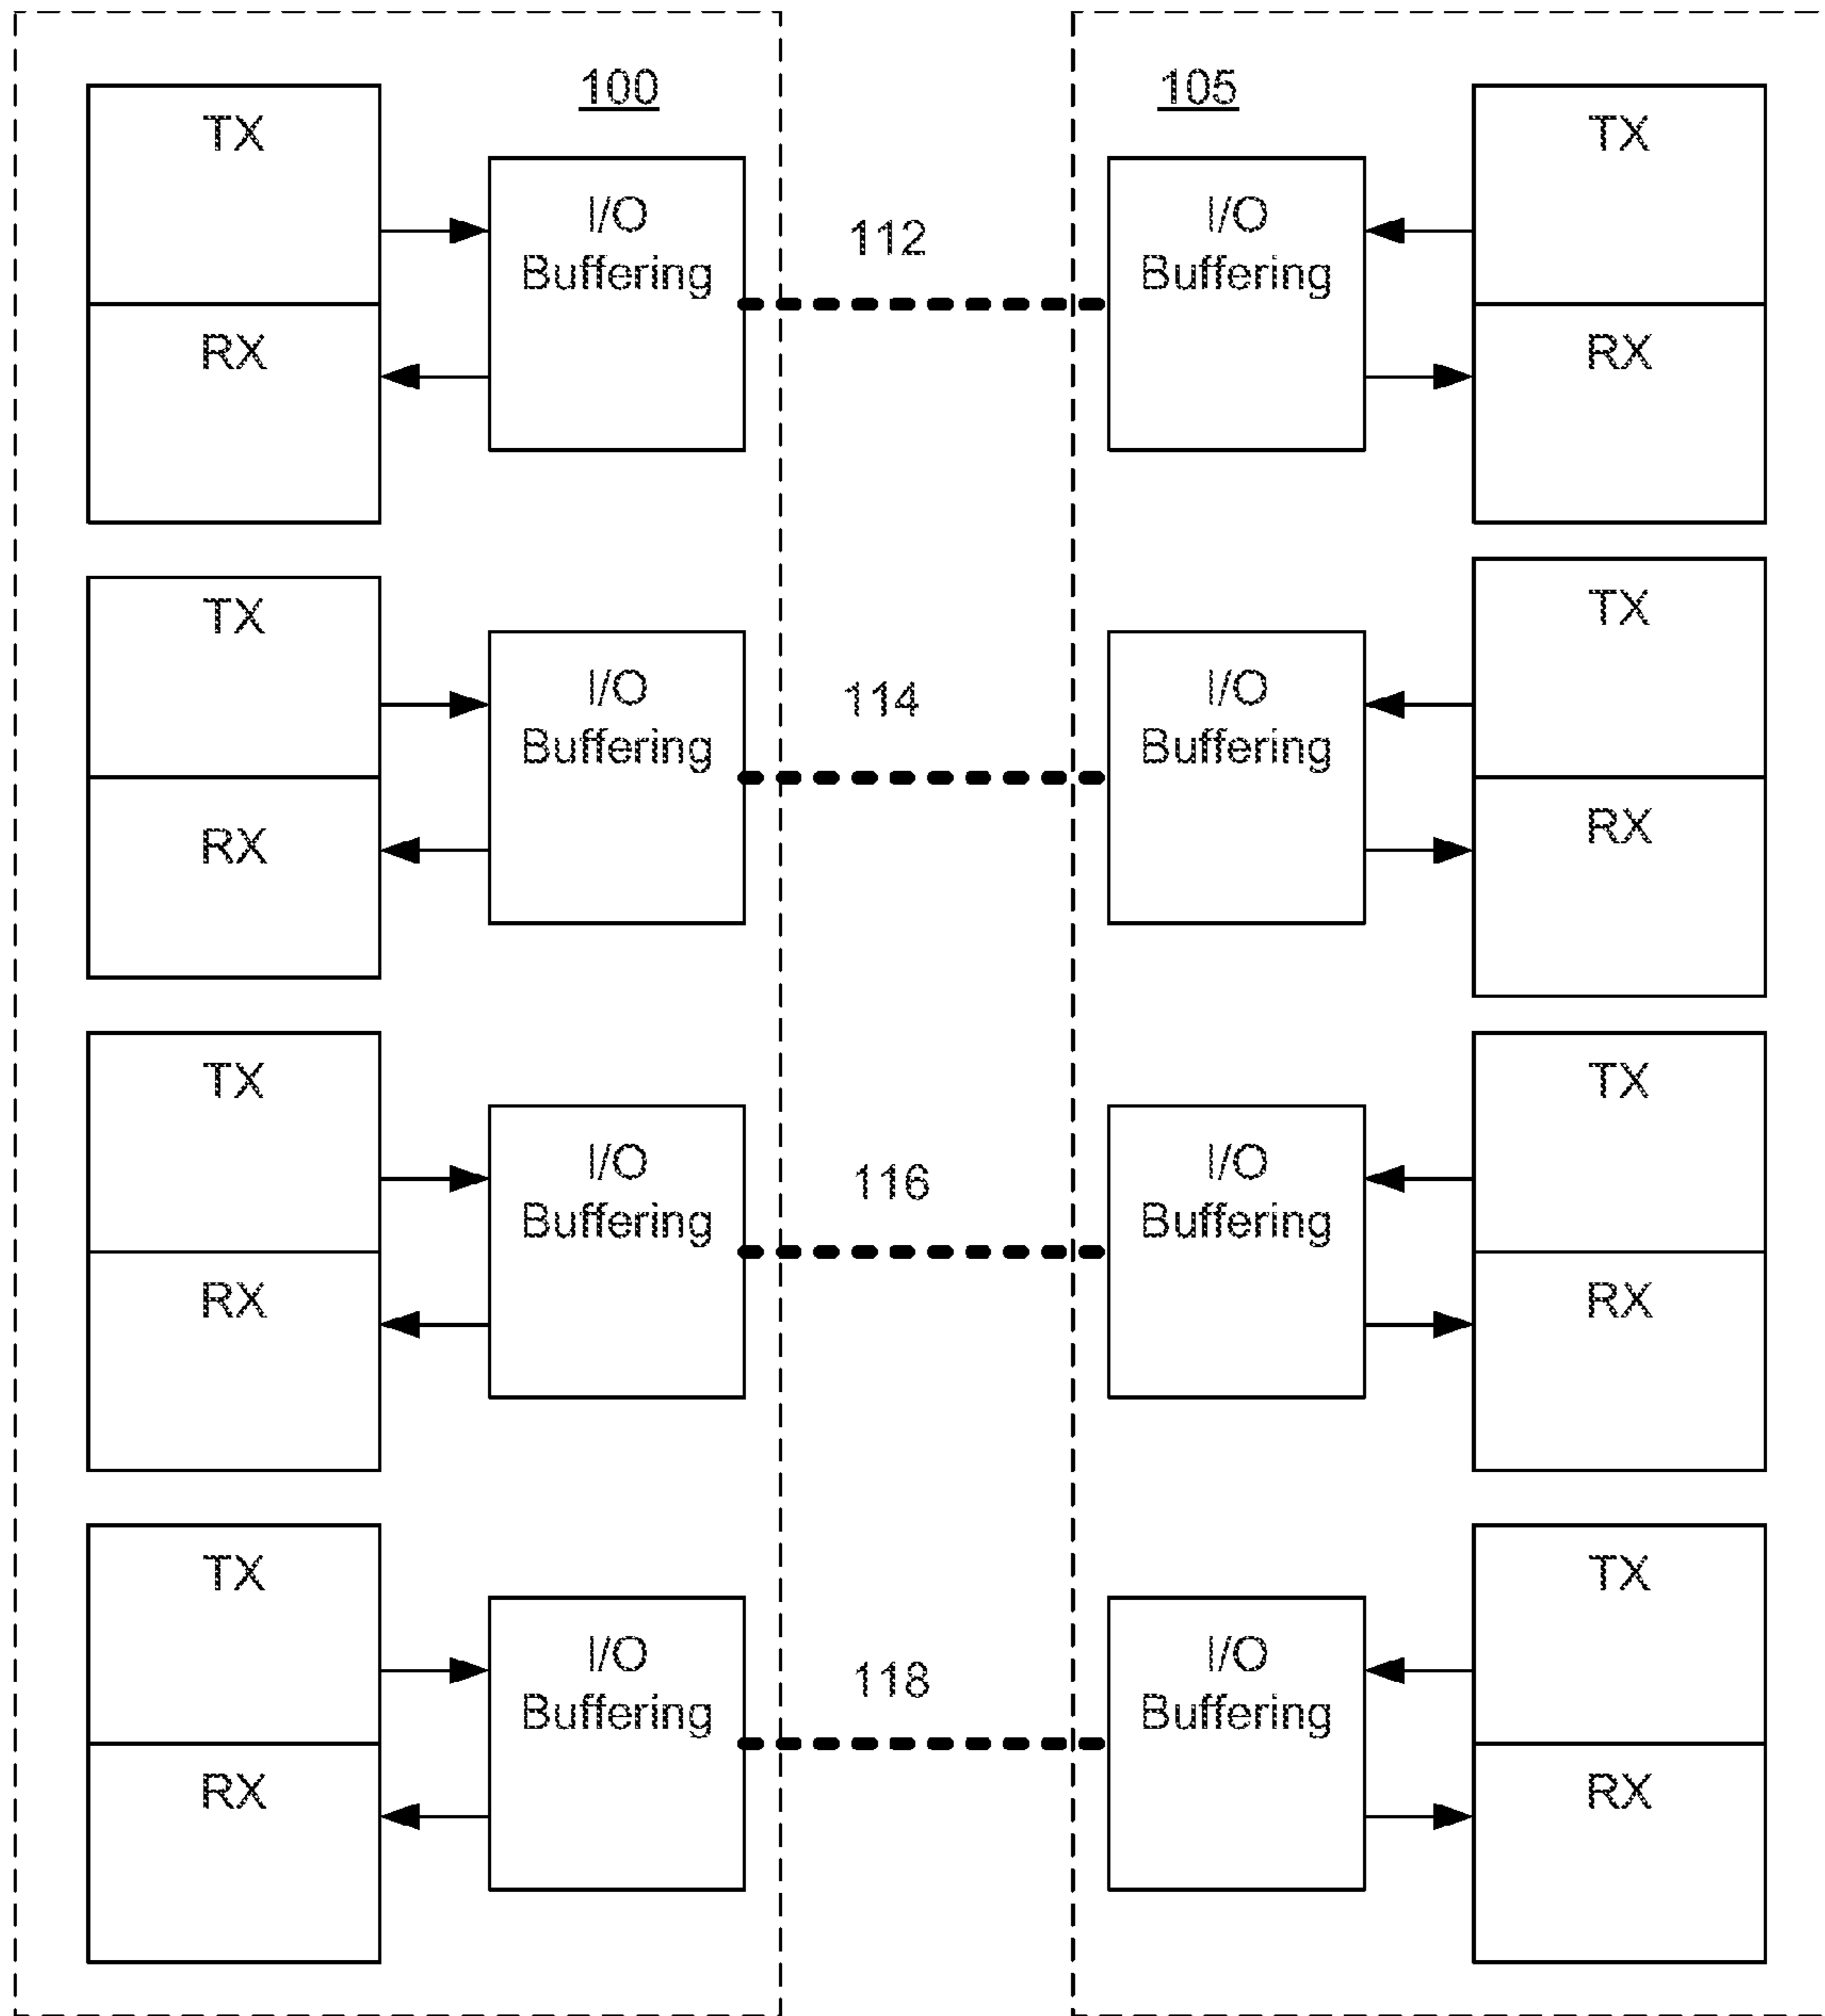 100
105
TX
I/O
Buffering
RX
112
I/O
Buffering
TX
RX
TX
I/O
Buffering
RX
114
I/O
Buffering
TX
RX
TX
I/O
Buffering
RX
116
I/O
Buffering
TX
RX
TX
I/O
Buffering
RX
118
I/O
Buffering
TX
RX